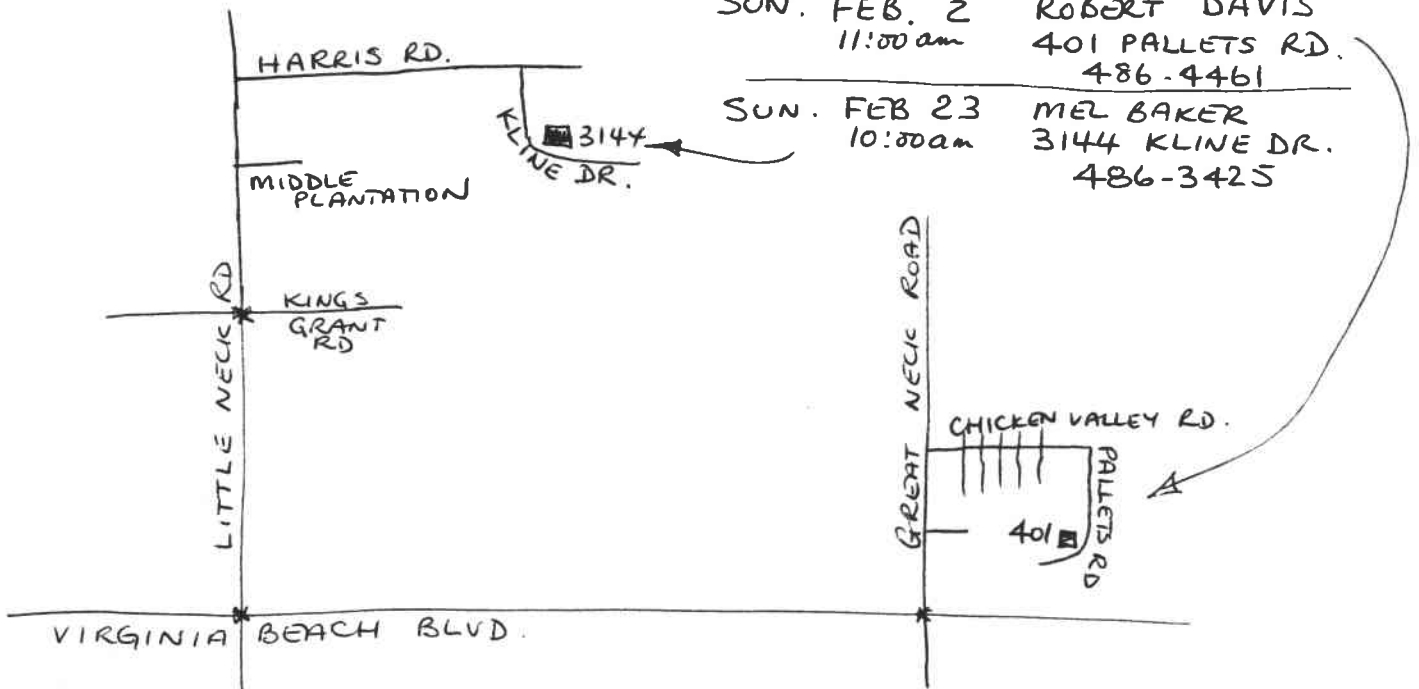 SUN. FEB. 2 ROBERT DAVIS
11:00 am 401 PALLETS RD.
486-4461
SUN. FEB 23 MEL BAKER
10:00 am 3144 KLINE DR.
486-3425
HARRIS RD.
3144
KLINE DR.
MIDDLE
PLANTATION
LITTLE NECK RD
KINGS
GRANT
RD
GREAT NECK ROAD
CHICKEN VALLEY RD.
PALLETS RD
401
VIRGINIA BEACH BLVD.